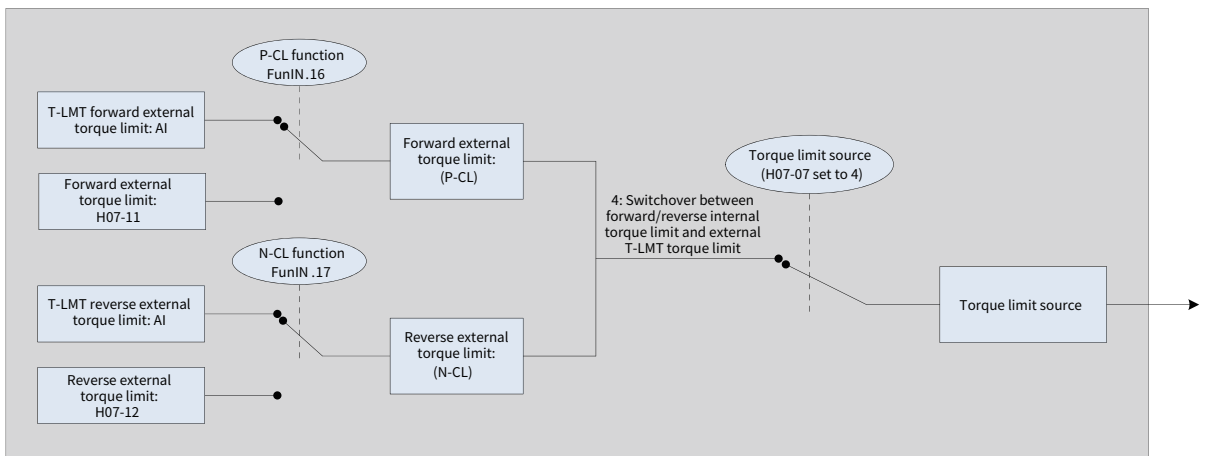 P-CL function
FunIN.16
T-LMT forward external
torque limit: AI
Forward external
torque limit:
(P-CL)
Forward external
torque limit:
H07-11
Torque limit source
(H07-07 set to 4)
4: Switchover between
forward/reverse internal
torque limit and external
T-LMT torque limit
N-CL function
FunIN .17
T-LMT reverse external
torque limit: AI
Reverse external
torque limit:
(N-CL)
Reverse external
torque limit:
H07-12
Torque limit source